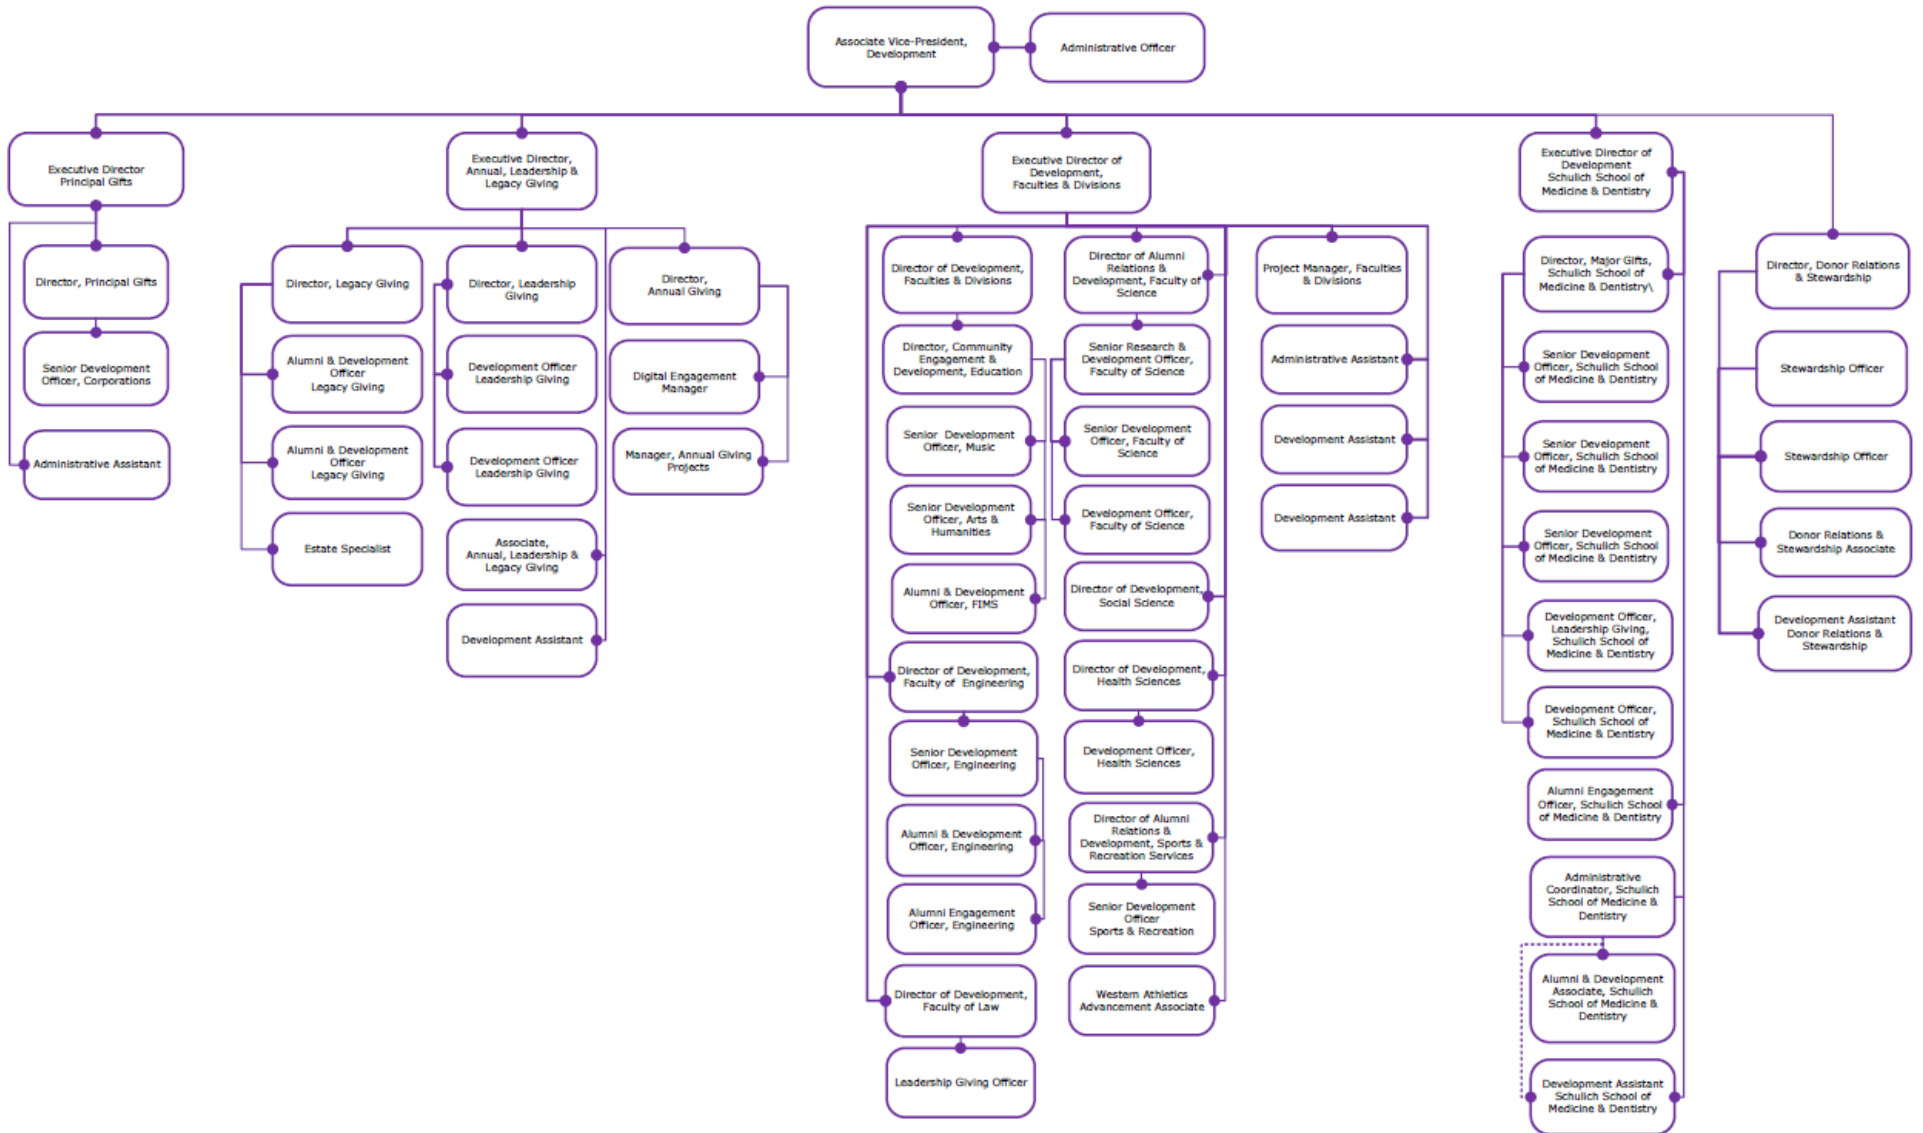 Associate Vice-President,
Development
Administrative Officer
Executive Director
Principal Gifts
Director, Principal Gifts
Senior Development
Officer, Corporations
Administrative Assistant
Executive Director,
Annual, Leadership &
Legacy Giving
Director, Legacy Giving
Alumni & Development
Officer
Legacy Giving
Alumni & Development
Officer
Legacy Giving
Estate Specialist
Director, Leadership
Giving
Development Officer
Leadership Giving
Development Officer
Leadership Giving
Associate,
Annual, Leadership &
Legacy Giving
Development Assistant
Director,
Annual Giving
Digital Engagement
Manager
Manager, Annual Giving
Projects
Executive Director of
Development,
Faculties & Divisions
Director of Development,
Faculties & Divisions
Director, Community
Engagement &
Development, Education
Senior Development
Officer, Music
Senior Development
Officer, Arts &
Humanities
Alumni & Development
Officer, FIMS
Director of Development,
Faculty of Engineering
Senior Development
Officer, Engineering
Alumni & Development
Officer, Engineering
Alumni Engagement
Officer, Engineering
Director of Development,
Faculty of Law
Leadership Giving Officer
Director of Alumni
Relations &
Development, Faculty of
Science
Senior Research &
Development Officer,
Faculty of Science
Senior Development
Officer, Faculty of
Science
Development Officer,
Faculty of Science
Director of Development,
Social Science
Director of Development,
Health Sciences
Development Officer,
Health Sciences
Director of Alumni
Relations &
Development, Sports &
Recreation Services
Senior Development
Officer
Sports & Recreation
Western Athletics
Advancement Associate
Project Manager, Faculties
& Divisions
Administrative Assistant
Development Assistant
Development Assistant
Executive Director of
Development
Schulich School of
Medicine & Dentistry
Director, Major Gifts,
Schulich School of
Medicine & Dentistry\
Senior Development
Officer, Schulich School
of Medicine & Dentistry
Senior Development
Officer, Schulich School
of Medicine & Dentistry
Senior Development
Officer, Schulich School
of Medicine & Dentistry
Development Officer,
Leadership Giving,
Schulich School of
Medicine & Dentistry
Development Officer,
Schulich School of
Medicine & Dentistry
Alumni Engagement
Officer, Schulich School
of Medicine & Dentistry
Administrative
Coordinator, Schulich
School of Medicine &
Dentistry
Alumni & Development
Associate, Schulich
School of Medicine &
Dentistry
Development Assistant
Schulich School of
Medicine & Dentistry
Director, Donor Relations
& Stewardship
Stewardship Officer
Stewardship Officer
Donor Relations &
Stewardship Associate
Development Assistant
Donor Relations &
Stewardship